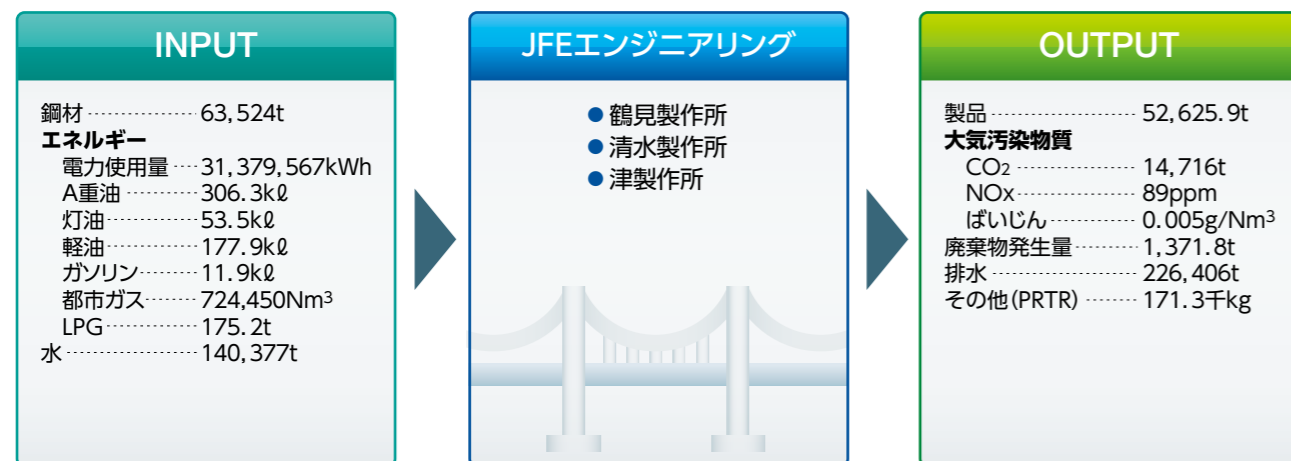 INPUT
鋼材 63,524t
エネルギー
電力使用量 31,379,567kWh
A重油 306.3kℓ
灯油 53.5kℓ
軽油 177.9kℓ
ガソリン 11.9kℓ
都市ガス 724,450Nm³
LPG 175.2t
水 140,377t
JFEエンジニアリング
● 鶴見製作所
● 清水製作所
● 津製作所
OUTPUT
製品 52,625.9t
大気汚染物質
CO₂ 14,716t
NOx 89ppm
ばいじん 0.005g/Nm³
廃棄物発生量 1,371.8t
排水 226,406t
その他(PRTR) 171.3千kg